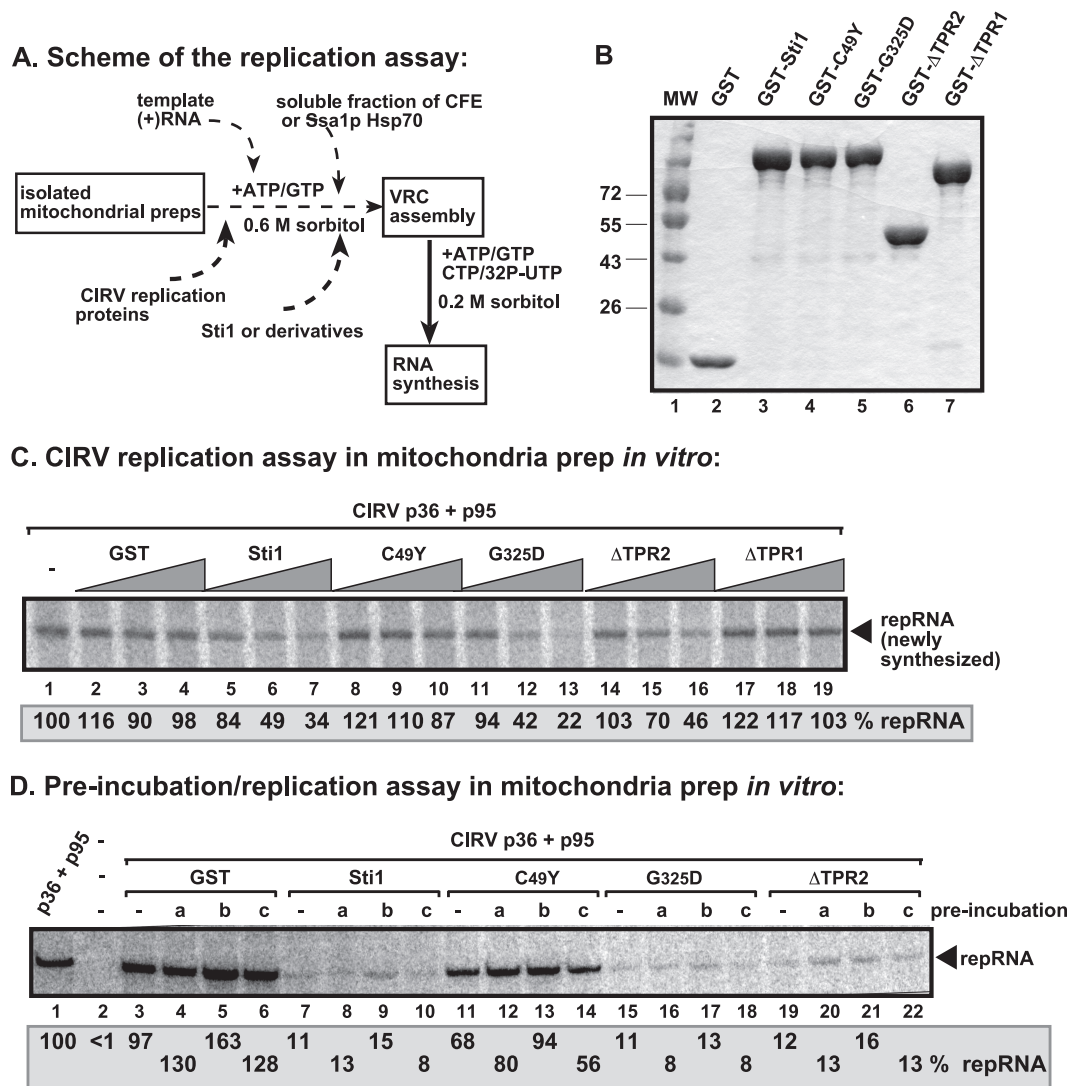 A. Scheme of the replication assay:
template
(+)RNA
soluble fraction of CFE
or Ssa1p Hsp70
isolated
mitochondrial preps
+ATP/GTP
0.6 M sorbitol
VRC
assembly
CIRV replication
proteins
Sti1 or derivatives
+ATP/GTP
CTP/32P-UTP
0.2 M sorbitol
RNA
synthesis
B
MW GST GST-Sti1 GST-C49Y GST-G325D GST-ΔTPR2 GST-ΔTPR1
72
55
43
26
1 2 3 4 5 6 7
C. CIRV replication assay in mitochondria prep in vitro:
CIRV p36 + p95
- GST Sti1 C49Y G325D ΔTPR2 ΔTPR1
repRNA
(newly
synthesized)
1 2 3 4 5 6 7 8 9 10 11 12 13 14 15 16 17 18 19
100 116 90 98 84 49 34 121 110 87 94 42 22 103 70 46 122 117 103 % repRNA
D. Pre-incubation/replication assay in mitochondria prep in vitro:
p36 + p95
-
-
-
CIRV p36 + p95
GST Sti1 C49Y G325D ΔTPR2
- a b c - a b c - a b c - a b c - a b c pre-incubation
repRNA
1 2 3 4 5 6 7 8 9 10 11 12 13 14 15 16 17 18 19 20 21 22
100 <1 97 163 11 15 68 94 11 13 12 16
130 128 13 8 80 56 8 8 13 13 % repRNA